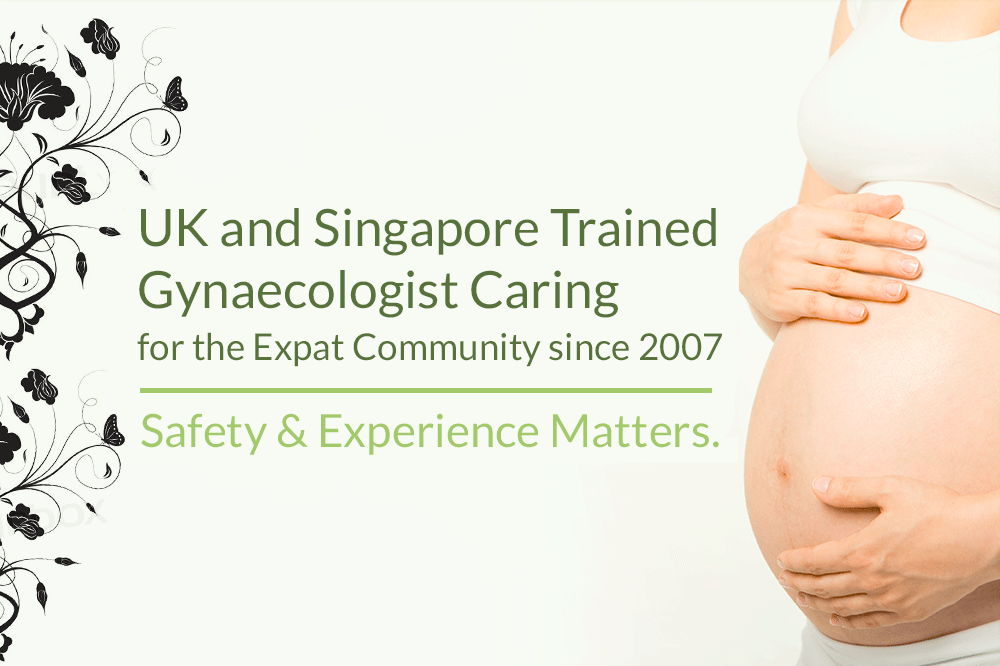 UK and Singapore Trained
Gynaecologist Caring
for the Expat Community since 2007
Safety & Experience Matters.